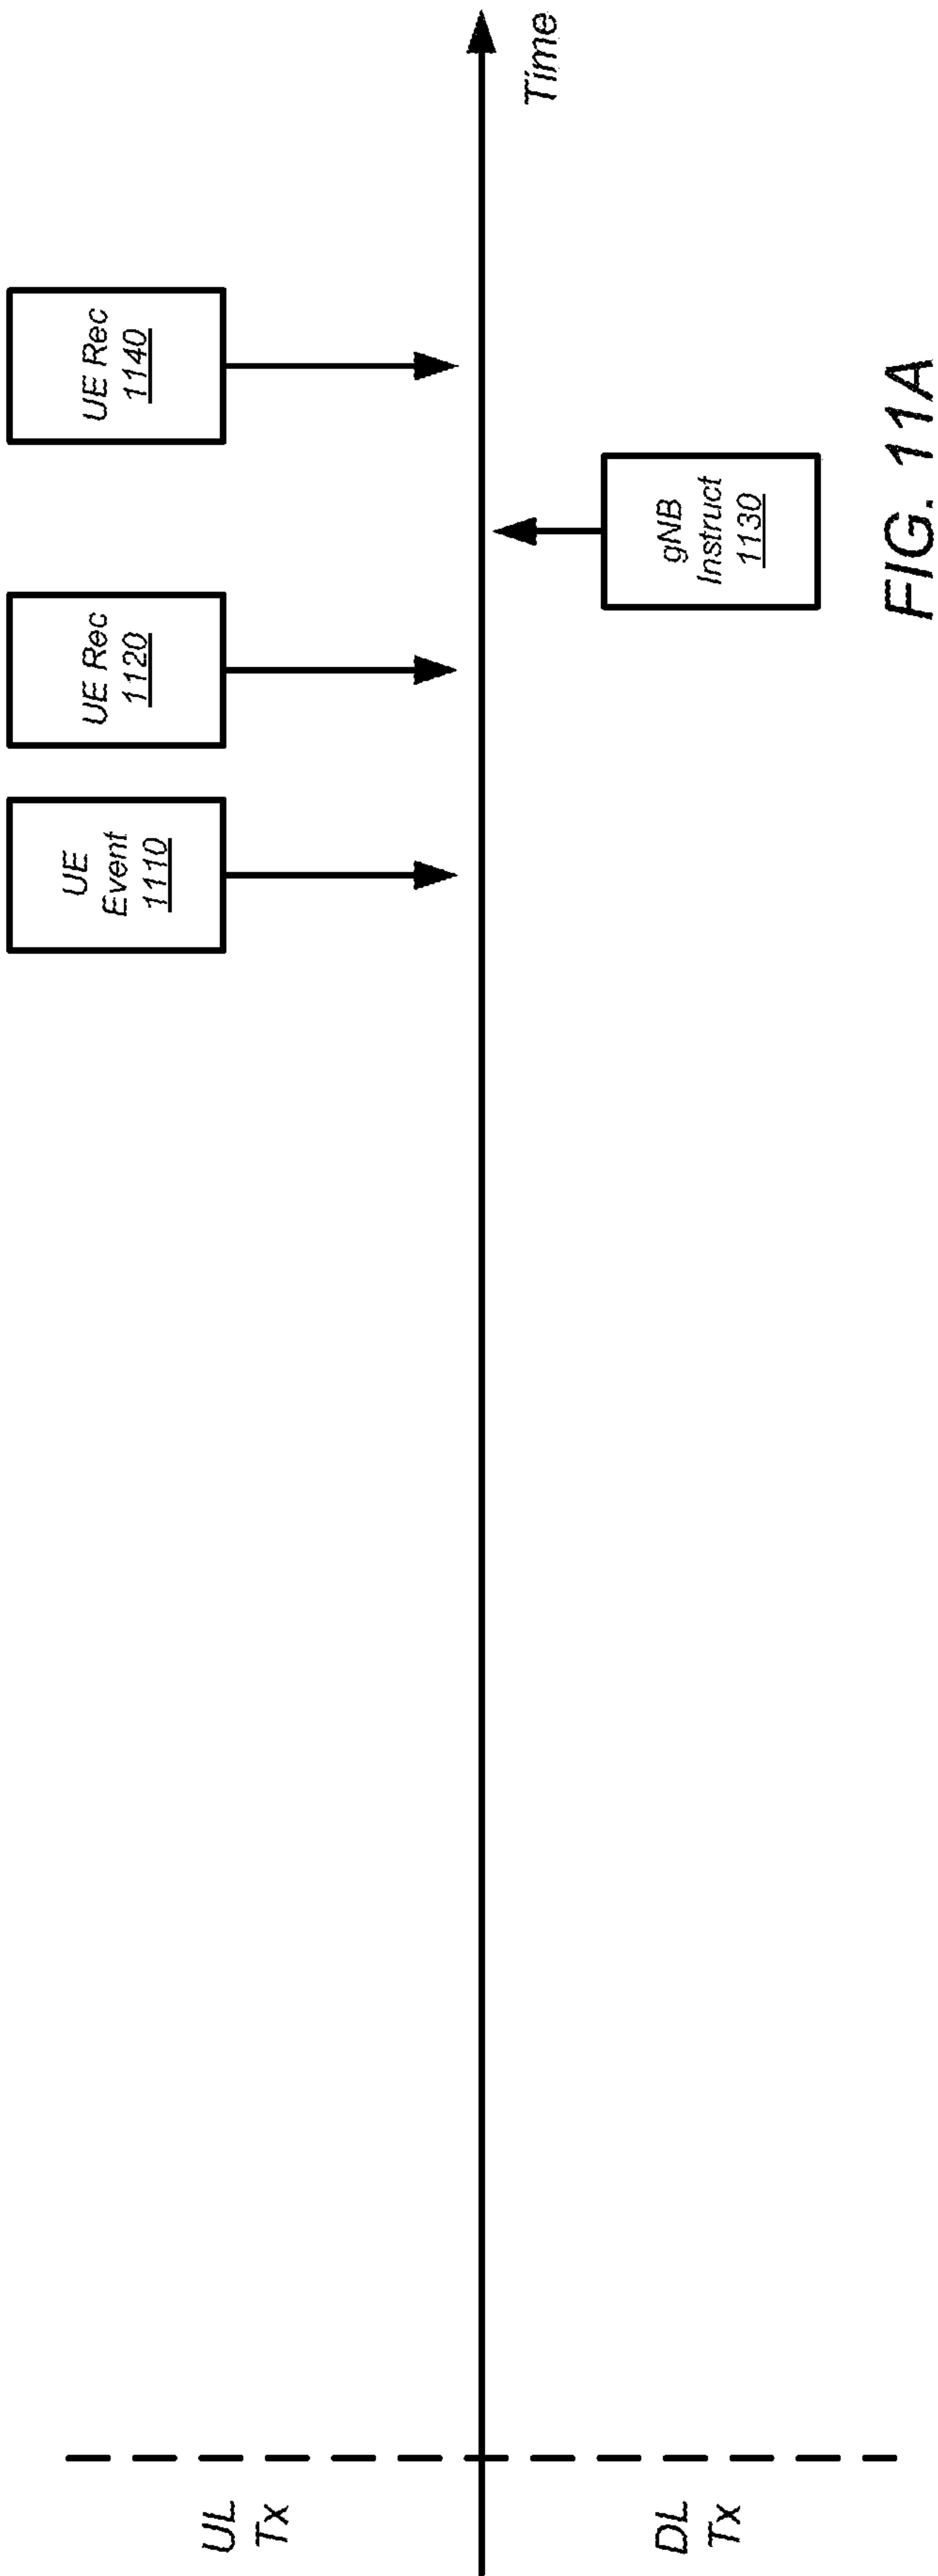 UL
Tx
UE
Event
1110
UE Rec
1120
UE Rec
1140
Time
DL
Tx
gNB
Instruct
1130
FIG. 11A